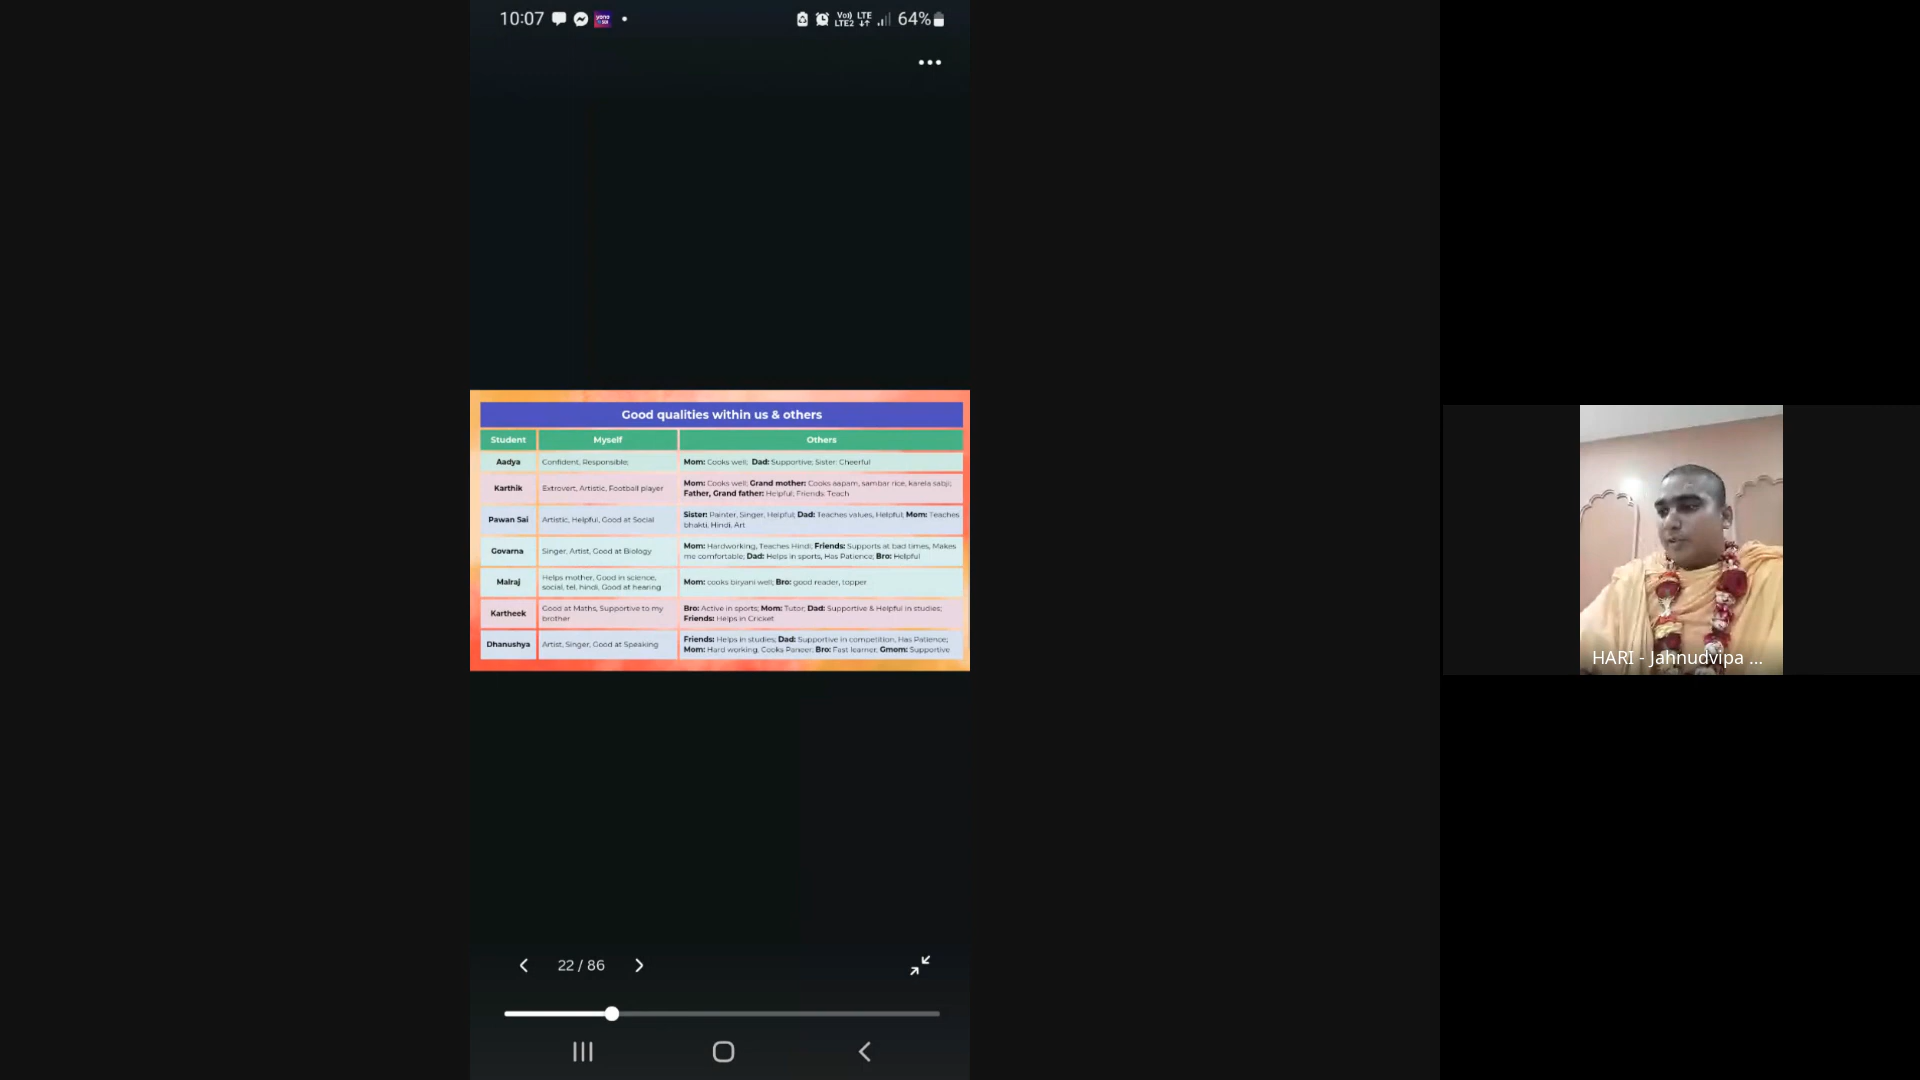 10:07
Vo) LTE
LTE2
64%
Good qualities within us & others
Student Myself Others
Aadya Confident, Responsible; Mom: Cooks well; Dad: Supportive; Sister: Cheerful
Karthik Extrovert, Artistic, Football player Mom: Cooks well; Grand mother: Cooks aapam, sambar rice, karela sabji;
Father, Grand father: Helpful; Friends: Teach
Pawan Sai Artistic, Helpful, Good at Social Sister: Painter, Singer, Helpful; Dad: Teaches values, Helpful; Mom: Teaches
bhakti, Hindi, Art
Govarna Singer, Artist, Good at Biology Mom: Hardworking, Teaches Hindi; Friends: Supports at bad times, Makes
me comfortable; Dad: Helps in sports, Has Patience; Bro: Helpful
Malraj Helps mother, Good in science, Mom: cooks biryani well; Bro: good reader, topper
social, tel, hindi, Good at hearing
Kartheek Good at Maths, Supportive to my Bro: Active in sports; Mom: Tutor; Dad: Supportive & Helpful in studies;
brother Friends: Helps in Cricket
Dhanushya Artist, Singer, Good at Speaking Friends: Helps in studies; Dad: Supportive in competition, Has Patience;
Mom: Hard working, Cooks Paneer; Bro: Fast learner; Gmom: Supportive
HARI - Jahnudvipa ...
22 / 86